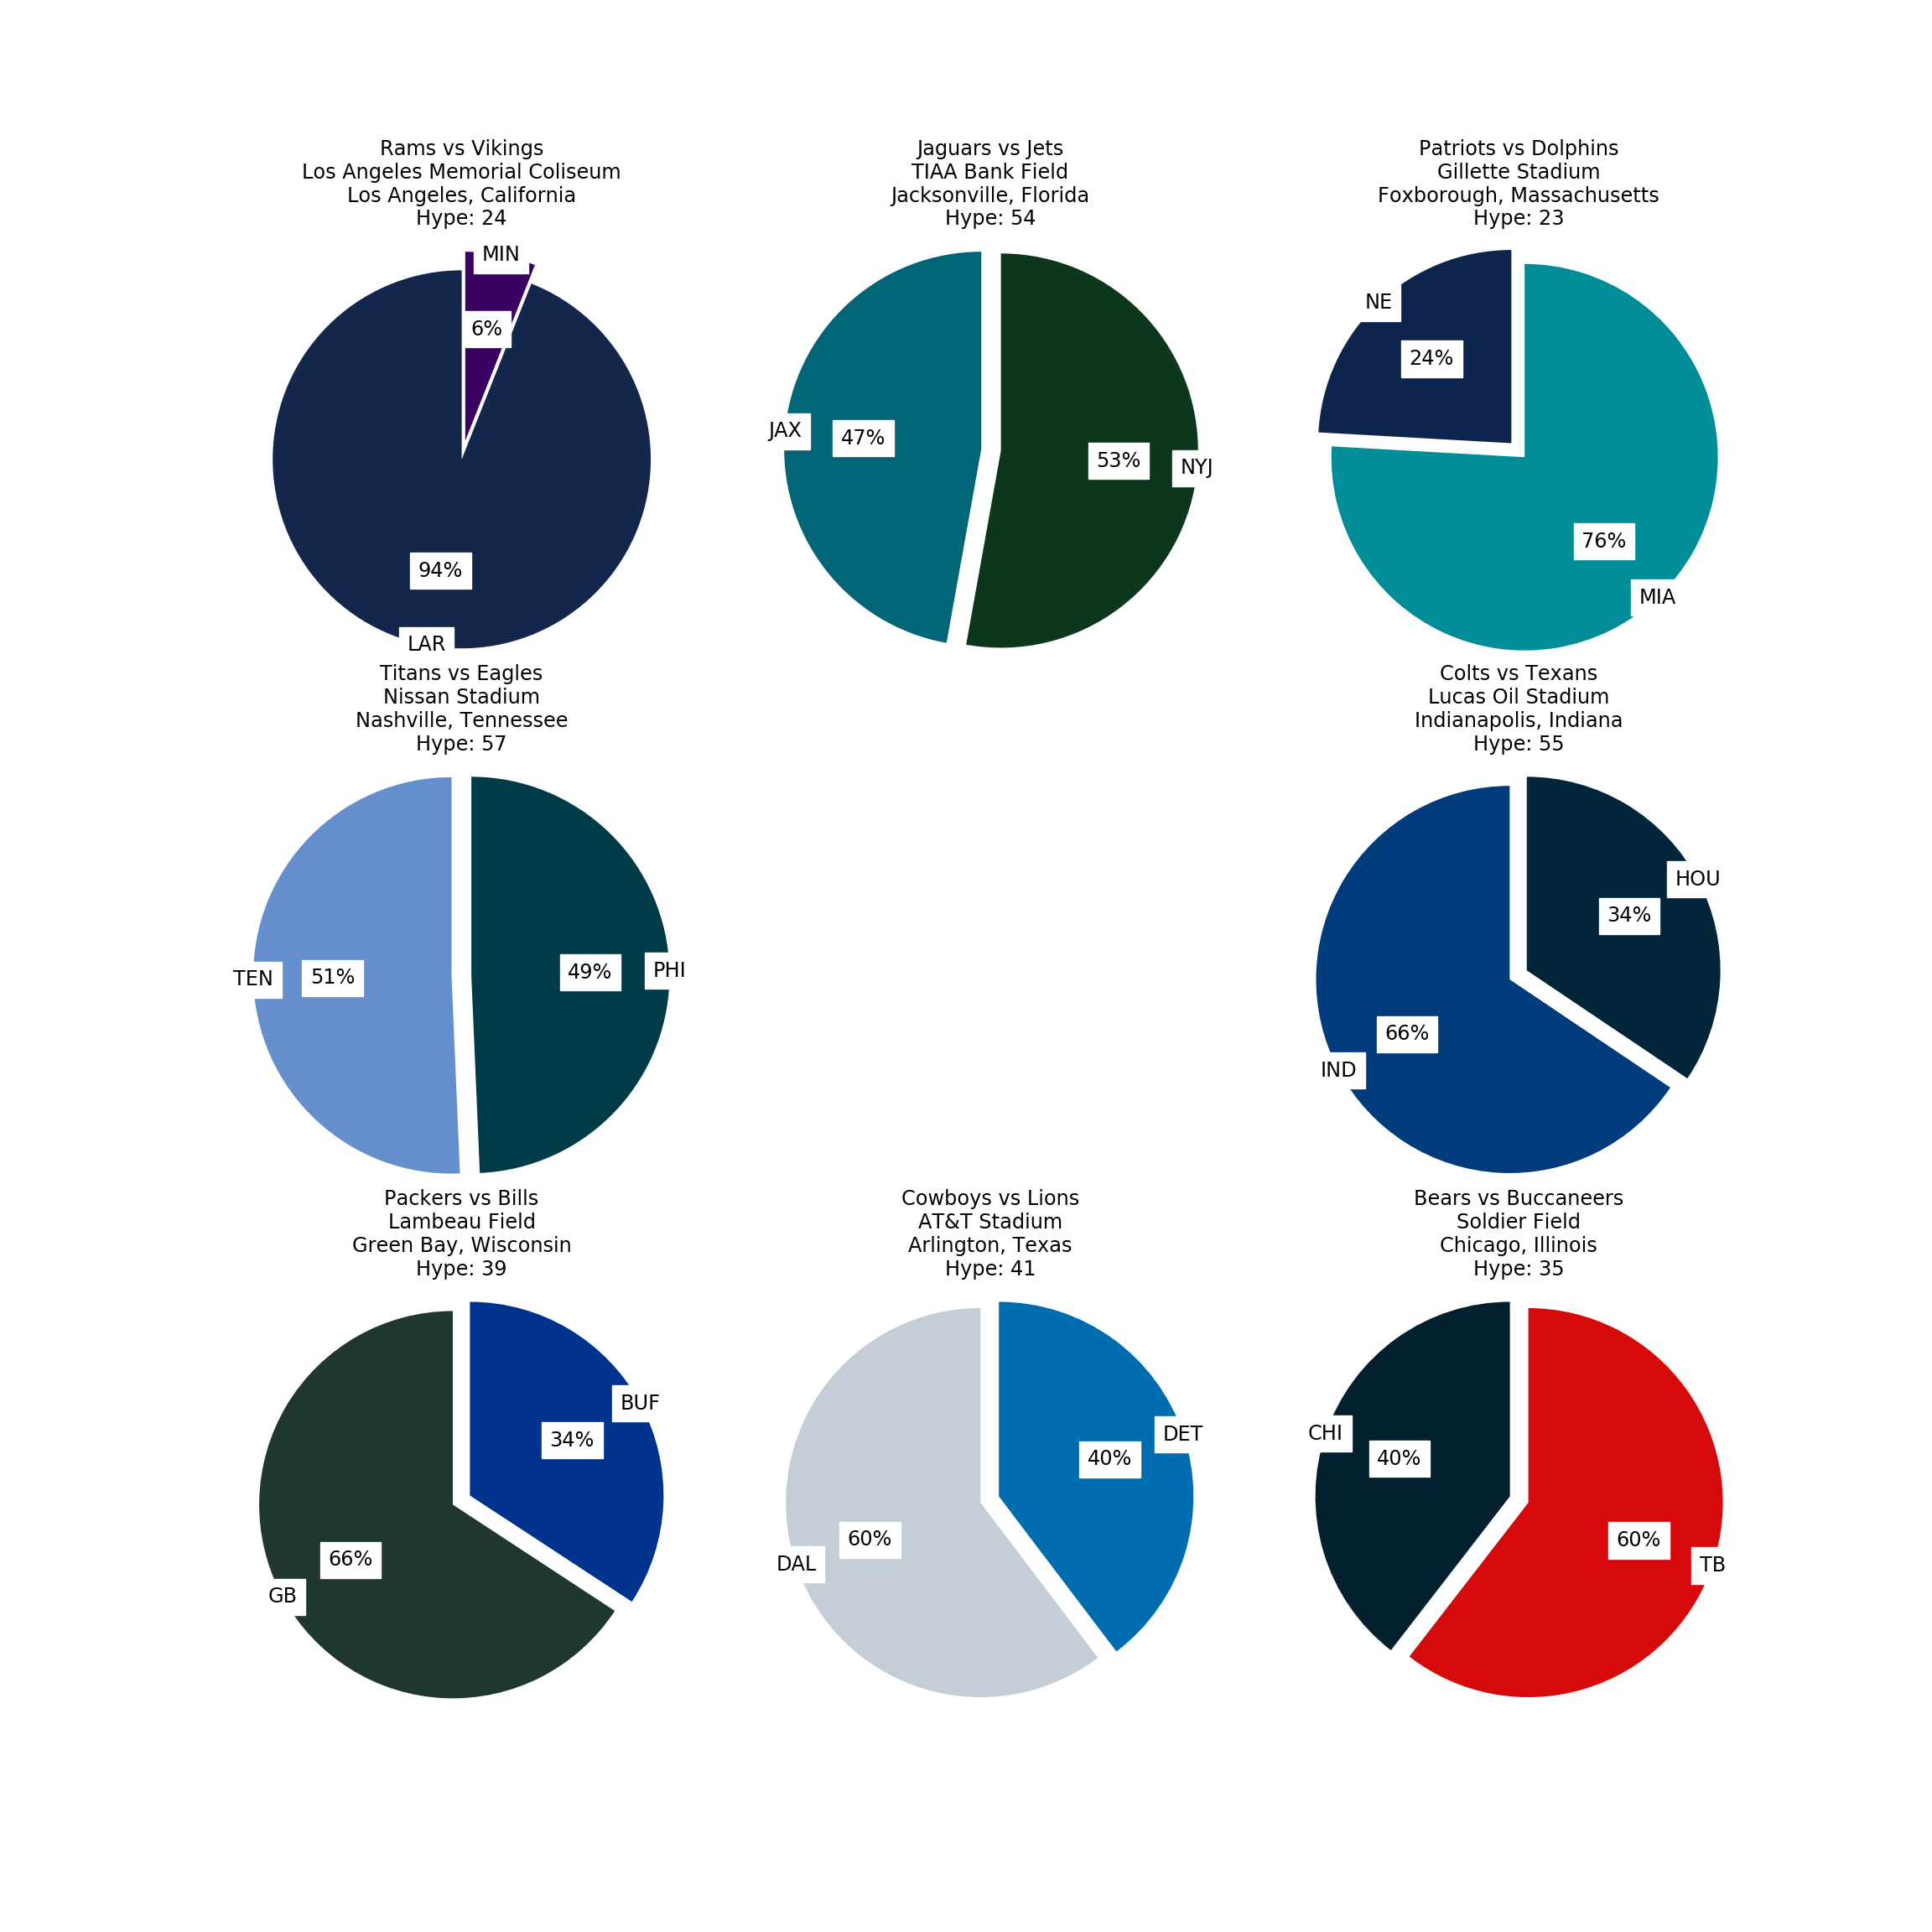 Rams vs Vikings
Los Angeles Memorial Coliseum
Los Angeles, California
Hype: 24
MIN
6%
94%
LAR
Jaguars vs Jets
TIAA Bank Field
Jacksonville, Florida
Hype: 54
JAX
47%
53%
NYJ
Patriots vs Dolphins
Gillette Stadium
Foxborough, Massachusetts
Hype: 23
NE
24%
76%
MIA
Titans vs Eagles
Nissan Stadium
Nashville, Tennessee
Hype: 57
TEN
51%
49%
PHI
Colts vs Texans
Lucas Oil Stadium
Indianapolis, Indiana
Hype: 55
HOU
34%
66%
IND
Packers vs Bills
Lambeau Field
Green Bay, Wisconsin
Hype: 39
BUF
34%
66%
GB
Cowboys vs Lions
AT&T Stadium
Arlington, Texas
Hype: 41
DET
40%
60%
DAL
Bears vs Buccaneers
Soldier Field
Chicago, Illinois
Hype: 35
CHI
40%
60%
TB